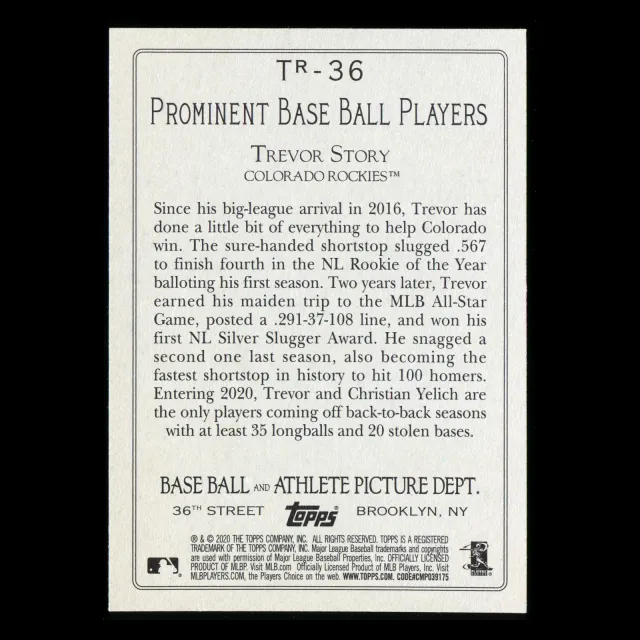 TR-36
PROMINENT BASE BALL PLAYERS
TREVOR STORY
COLORADO ROCKIES™
Since his big-league arrival in 2016, Trevor has
done a little bit of everything to help Colorado
win. The sure-handed shortstop slugged .567
to finish fourth in the NL Rookie of the Year
balloting his first season. Two years later, Trevor
earned his maiden trip to the MLB All-Star
Game, posted a .291-37-108 line, and won his
first NL Silver Slugger Award. He snagged a
second one last season, also becoming the
fastest shortstop in history to hit 100 homers.
Entering 2020, Trevor and Christian Yelich are
the only players coming off back-to-back seasons
with at least 35 longballs and 20 stolen bases.
BASE BALL AND ATHLETE PICTURE DEPT.
36TH STREET topps BROOKLYN, NY
® & © 2020 THE TOPPS COMPANY, INC. ALL RIGHTS RESERVED. TOPPS IS A REGISTERED
TRADEMARK OF THE TOPPS COMPANY, INC. Major League Baseball trademarks and copyrights
are used with permission of Major League Baseball Properties, Inc. OFFICIALLY LICENSED
PRODUCT OF MLBP. Visit MLB.com Officially Licensed Product of MLB Players, Inc. Visit
MLBPLAYERS.COM, the Players Choice on the web. WWW.TOPPS.COM. CODE#CMP039175